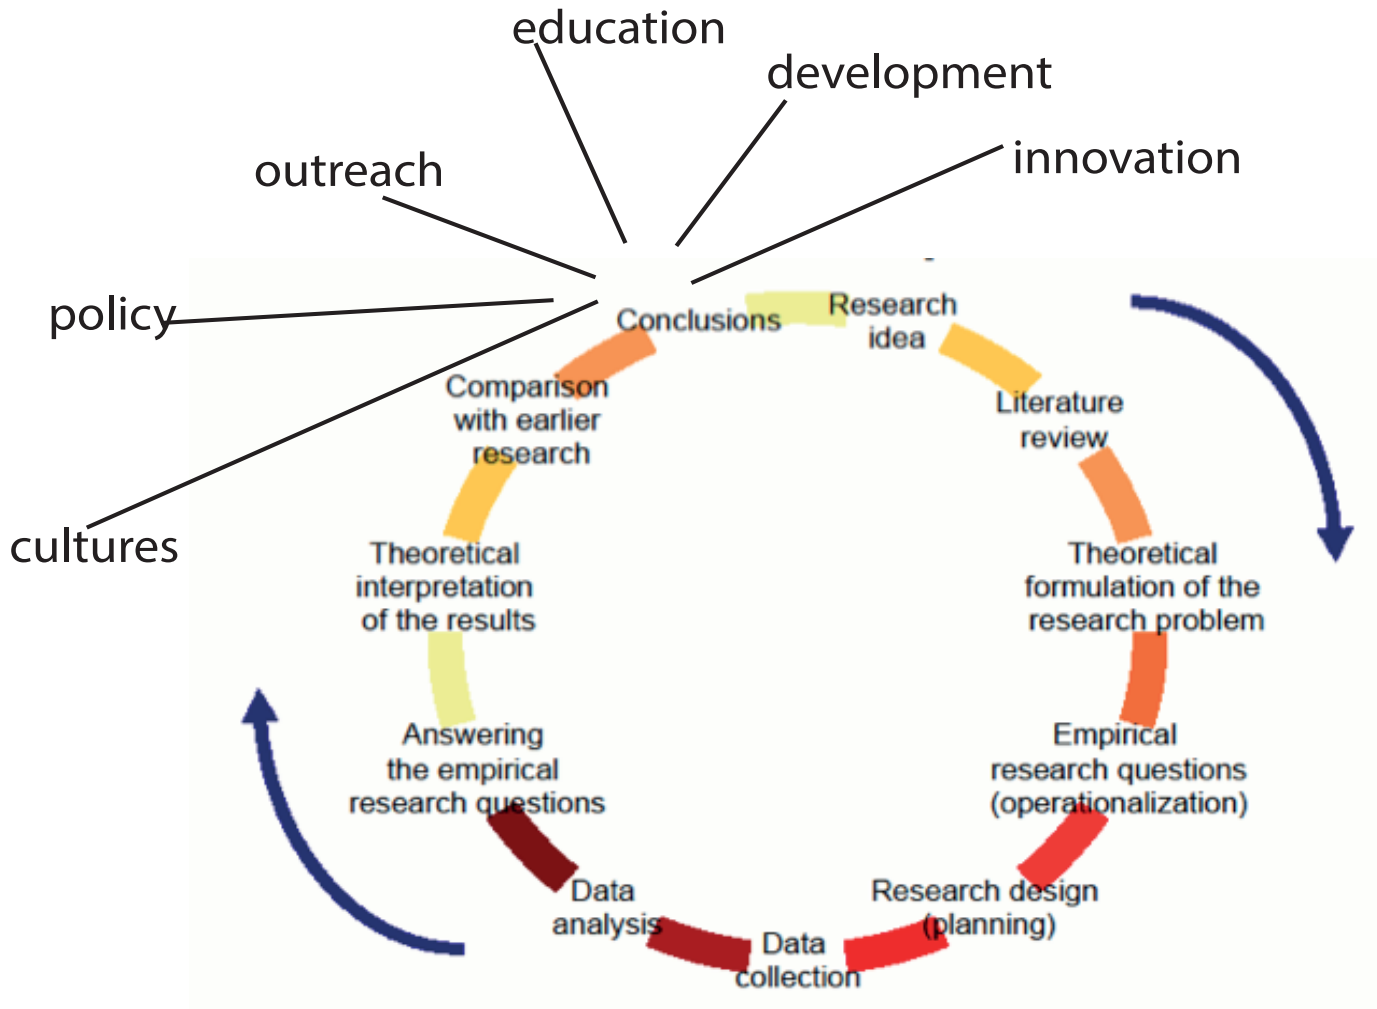 education
development
innovation
outreach
policy
cultures
Conclusions
Research
idea
Literature
review
Theoretical
formulation of the
research problem
Empirical
research questions
(operationalization)
Research design
(planning)
Data
collection
Data
analysis
Answering
the empirical
research questions
Theoretical
interpretation
of the results
Comparison
with earlier
research